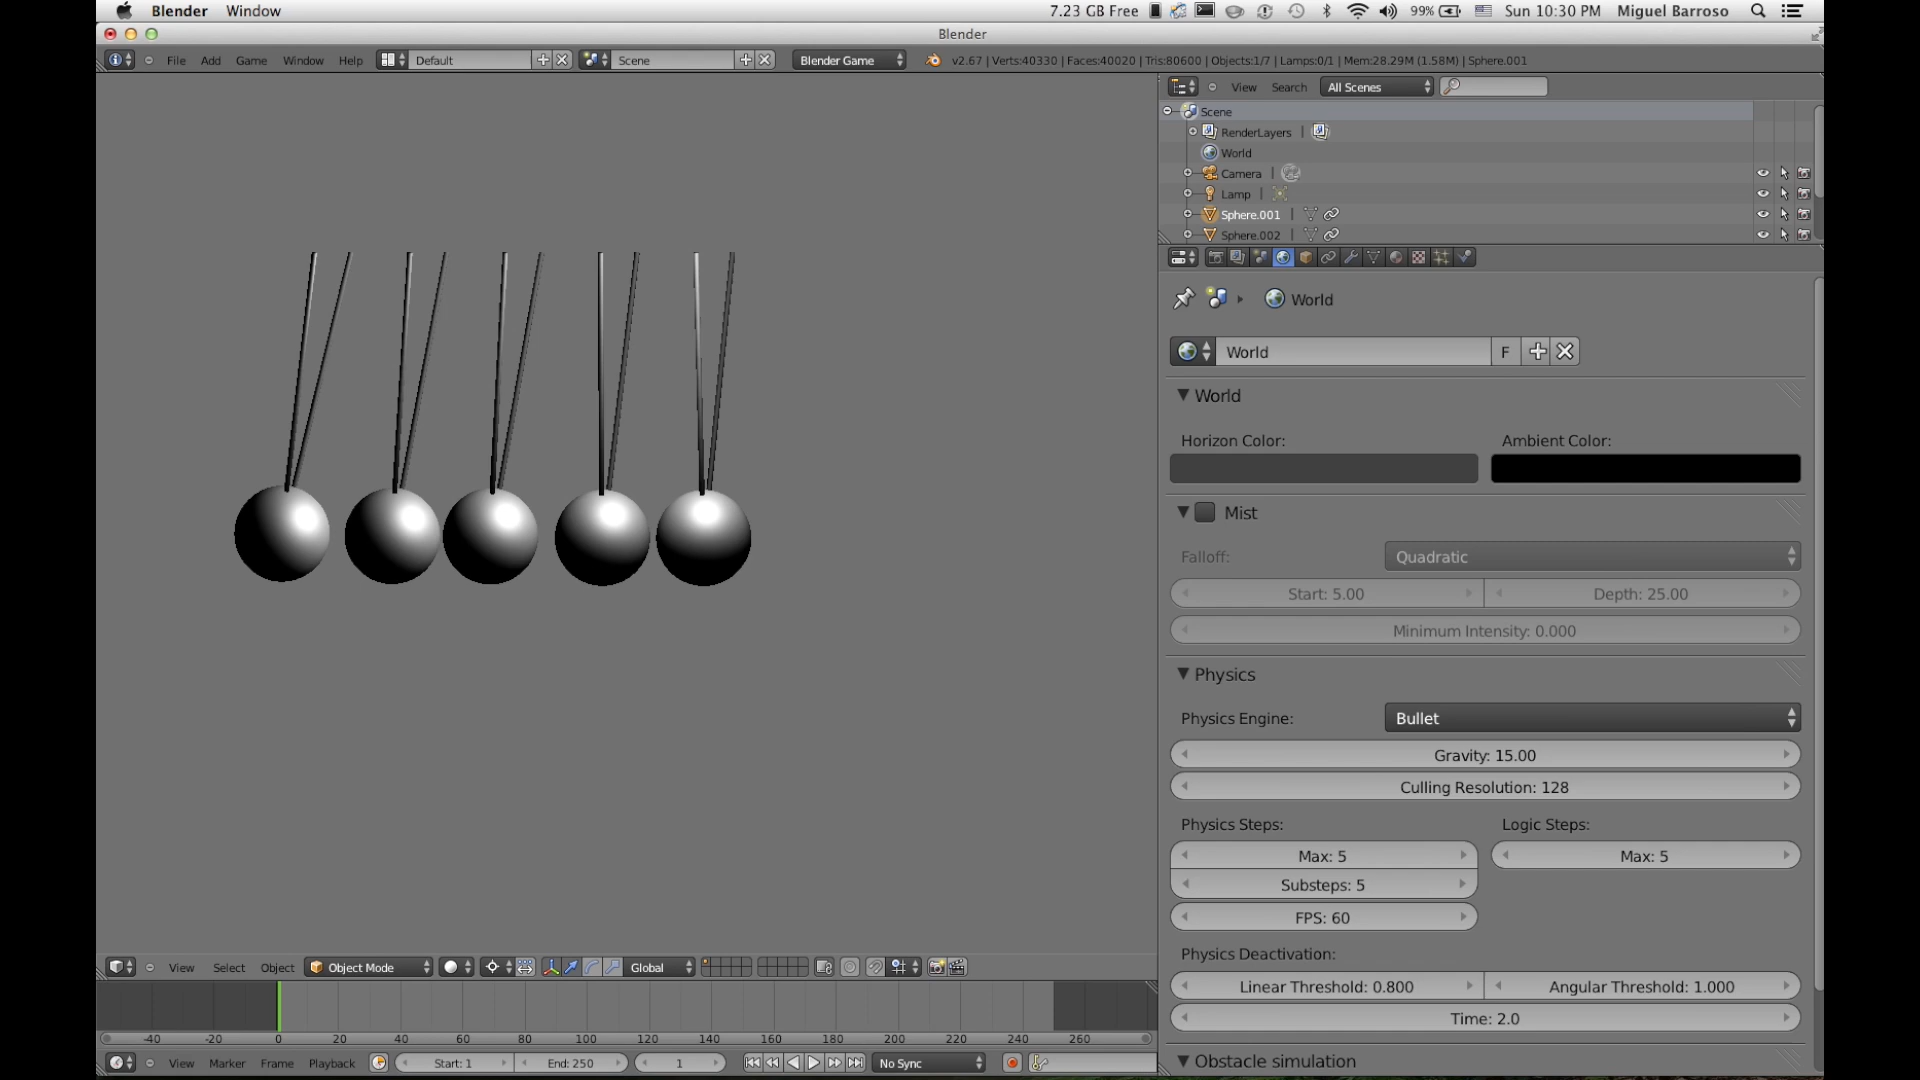 Blender Window 7.23 GB Free 99% Sun 10:30 PM Miguel Barroso
Blender
File Add Game Window Help Default Scene Blender Game v2.67 | Verts:40330 | Faces:40020 | Tris:80600 | Objects:1/7 | Lamps:0/1 | Mem:28.29M (1.58M) | Sphere.001
View Search All Scenes
Scene
RenderLayers |
World
Camera |
Lamp |
Sphere.001 |
Sphere.002 |
World
World F
World
Horizon Color: Ambient Color:
Mist
Falloff: Quadratic
Start: 5.00 Depth: 25.00
Minimum Intensity: 0.000
Physics
Physics Engine: Bullet
Gravity: 15.00
Culling Resolution: 128
Physics Steps: Logic Steps:
Max: 5 Max: 5
Substeps: 5
FPS: 60
Physics Deactivation:
Linear Threshold: 0.800 Angular Threshold: 1.000
Time: 2.0
Obstacle simulation
View Select Object Object Mode Global
-40 -20 0 20 40 60 80 100 120 140 160 180 200 220 240 260
View Marker Frame Playback Start: 1 End: 250 1 No Sync